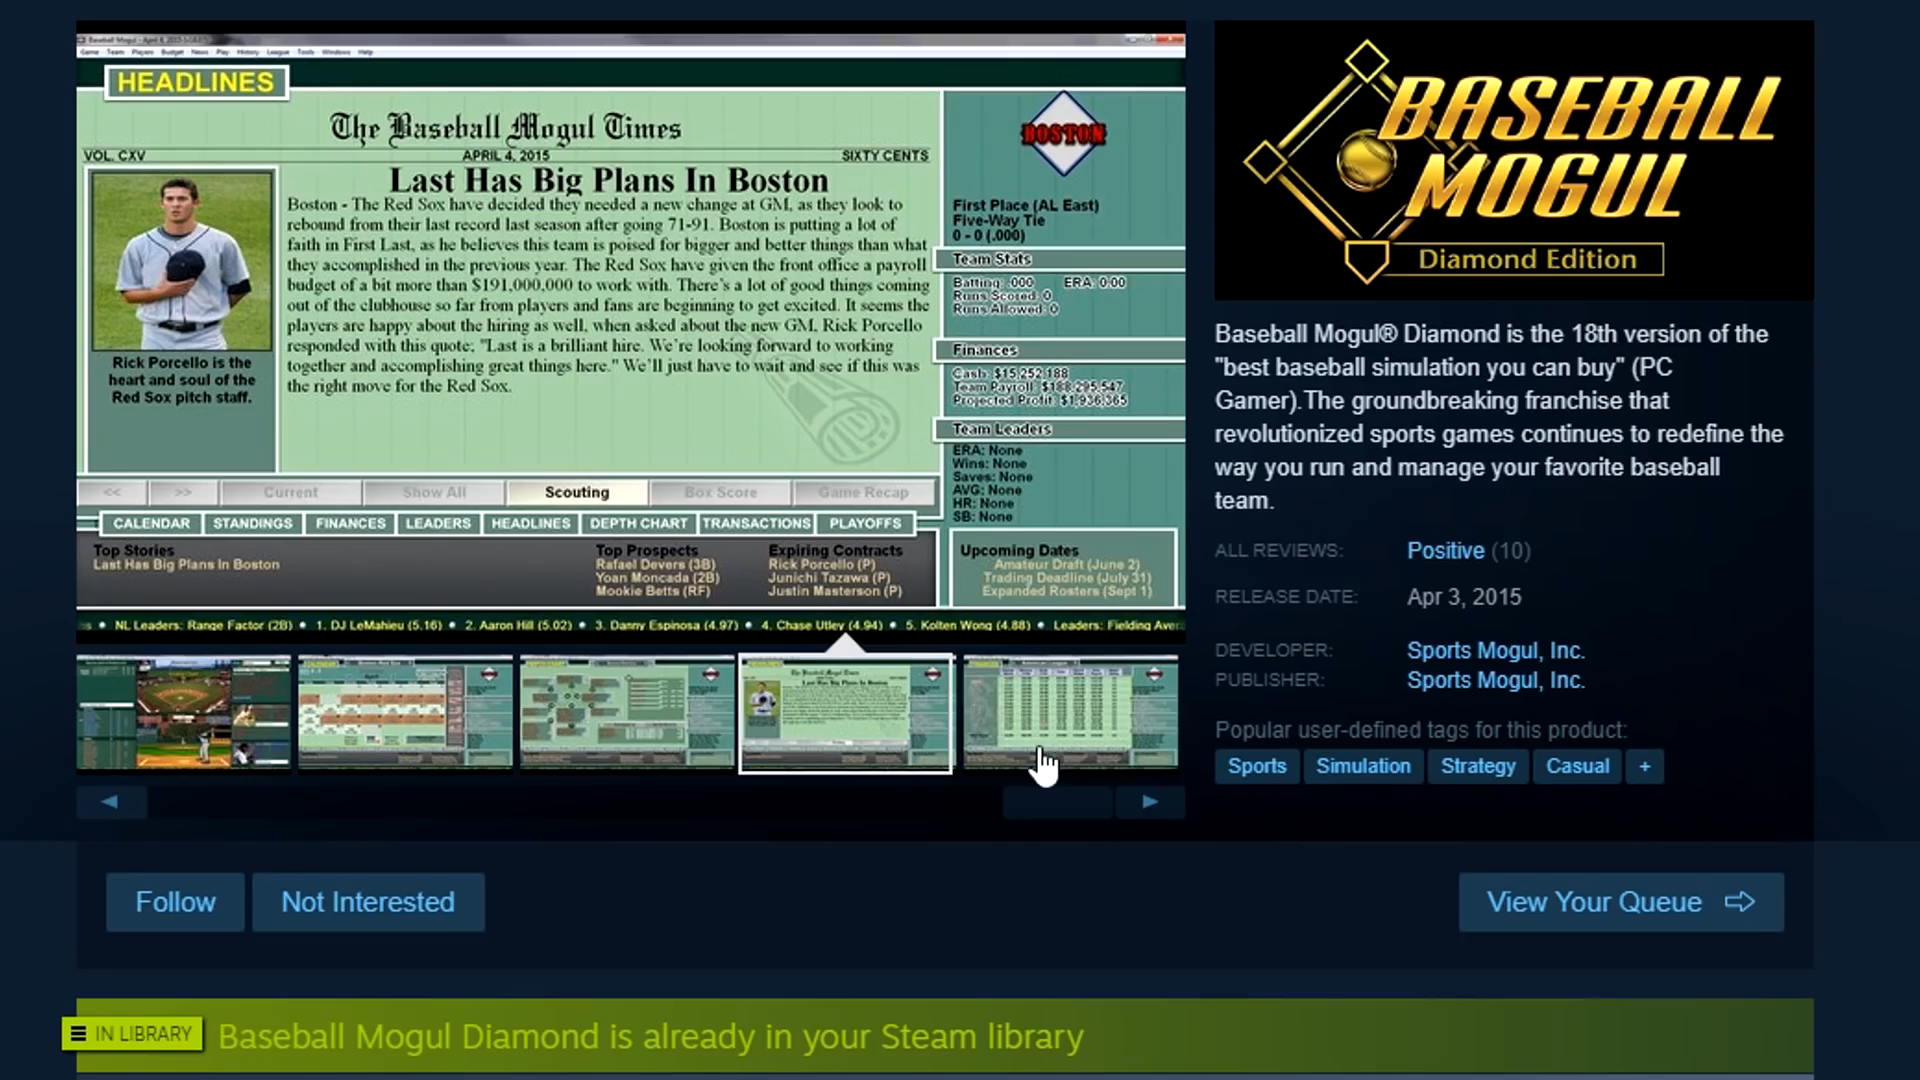 Baseball Mogul - April 4, 2015
Game Team Players Budget News Play History League Tools Windows Help
HEADLINES
The Baseball Mogul Times
VOL. CXV APRIL 4, 2015 SIXTY CENTS
Last Has Big Plans In Boston
Boston - The Red Sox have decided they needed a new change at GM, as they look to
rebound from their last record last season after going 71-91. Boston is putting a lot of
faith in First Last, as he believes this team is poised for bigger and better things than what
they accomplished in the previous year. The Red Sox have given the front office a payroll
budget of a bit more than $191,000,000 to work with. There's a lot of good things coming
out of the clubhouse so far from players and fans are beginning to get excited. It seems the
players are happy about the hiring as well, when asked about the new GM, Rick Porcello
responded with this quote; "Last is a brilliant hire. We're looking forward to working
together and accomplishing great things here." We'll just have to wait and see if this was
the right move for the Red Sox.
Rick Porcello is the
heart and soul of the
Red Sox pitch staff.
BOSTON
First Place (AL East)
Five-Way Tie
0 - 0 (.000)
Team Stats
Batting: .000 ERA: 0.00
Runs Scored: 0
Runs Allowed: 0
Finances
Cash: $15,252,188
Team Payroll: $188,295,547
Projected Profit: $1,936,365
Team Leaders
ERA: None
Wins: None
Saves: None
AVG: None
HR: None
SB: None
<< >> Current Show All Scouting Box Score Game Recap
CALENDAR STANDINGS FINANCES LEADERS HEADLINES DEPTH CHART TRANSACTIONS PLAYOFFS
Top Stories
Last Has Big Plans In Boston
Top Prospects
Rafael Devers (3B)
Yoan Moncada (2B)
Mookie Betts (RF)
Expiring Contracts
Rick Porcello (P)
Junichi Tazawa (P)
Justin Masterson (P)
Upcoming Dates
Amateur Draft (June 2)
Trading Deadline (July 31)
Expanded Rosters (Sept 1)
NL Leaders: Range Factor (2B) • 1. DJ LeMahieu (5.16) • 2. Aaron Hill (5.02) • 3. Danny Espinosa (4.97) • 4. Chase Utley (4.94) • 5. Kolten Wong (4.88) • Leaders: Fielding Aver
BASEBALL
MOGUL
Diamond Edition
Baseball Mogul® Diamond is the 18th version of the
"best baseball simulation you can buy" (PC
Gamer).The groundbreaking franchise that
revolutionized sports games continues to redefine the
way you run and manage your favorite baseball
team.
ALL REVIEWS: Positive (10)
RELEASE DATE: Apr 3, 2015
DEVELOPER: Sports Mogul, Inc.
PUBLISHER: Sports Mogul, Inc.
Popular user-defined tags for this product:
Sports Simulation Strategy Casual +
Follow Not Interested View Your Queue
IN LIBRARY Baseball Mogul Diamond is already in your Steam library